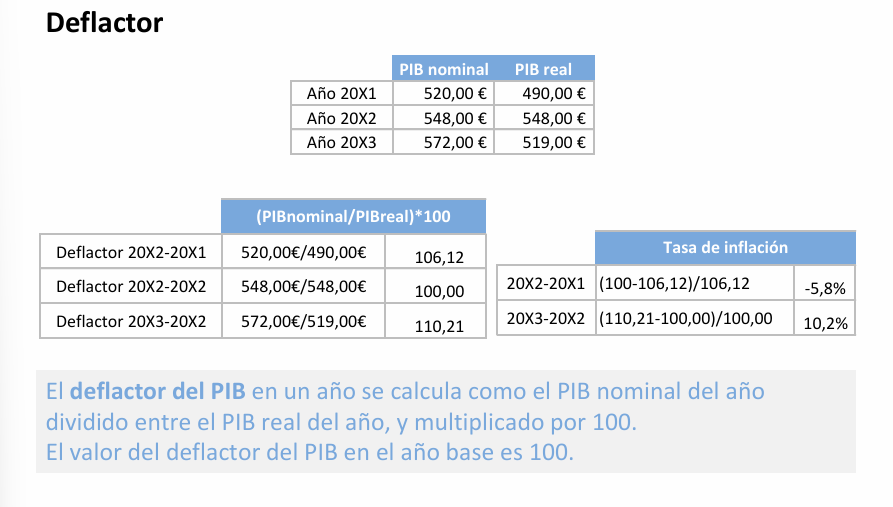 Deflactor
PIB nominal PIB real
Año 20X1 520,00 € 490,00 €
Año 20X2 548,00 € 548,00 €
Año 20X3 572,00 € 519,00 €
(PIBnominal/PIBreal)*100
Deflactor 20X2-20X1 520,00€/490,00€ 106,12
Deflactor 20X2-20X2 548,00€/548,00€ 100,00
Deflactor 20X3-20X2 572,00€/519,00€ 110,21
Tasa de inflación
20X2-20X1 (100-106,12)/106,12 -5,8%
20X3-20X2 (110,21-100,00)/100,00 10,2%
El deflactor del PIB en un año se calcula como el PIB nominal del año
dividido entre el PIB real del año, y multiplicado por 100.
El valor del deflactor del PIB en el año base es 100.